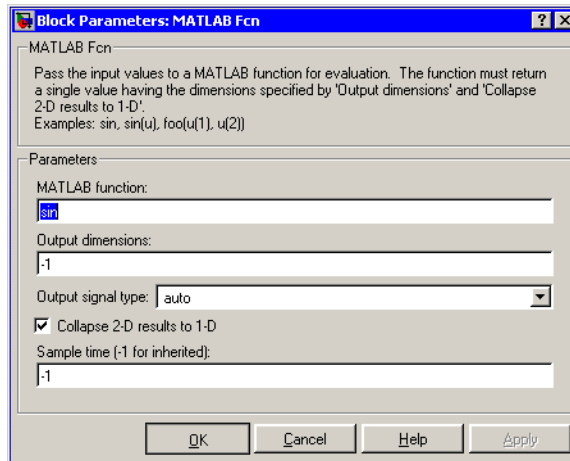 Block Parameters: MATLAB Fcn
MATLAB Fcn
Pass the input values to a MATLAB function for evaluation. The function must return
a single value having the dimensions specified by 'Output dimensions' and 'Collapse
2-D results to 1-D'.
Examples: sin, sin(u), foo(u(1), u(2))
Parameters
MATLAB function:
sin
Output dimensions:
-1
Output signal type: auto
Collapse 2-D results to 1-D
Sample time (-1 for inherited):
-1
OK Cancel Help Apply